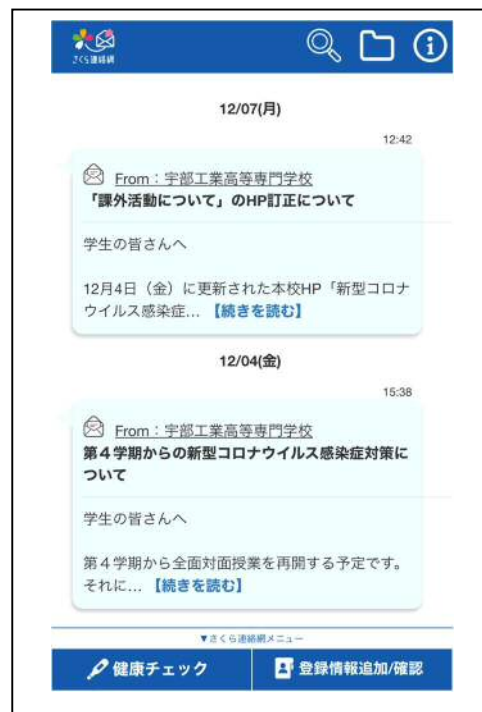 さくら連絡網
12/07(月)
12:42
From：宇部工業高等専門学校
「課外活動について」のHP訂正について
学生の皆さんへ
12月4日（金）に更新された本校HP「新型コロナ
ウイルス感染症... 【続きを読む】
12/04(金)
15:38
From：宇部工業高等専門学校
第４学期からの新型コロナウイルス感染症対策に
ついて
学生の皆さんへ
第４学期から全面対面授業を再開する予定です。
それに... 【続きを読む】
▼さくら連絡網メニュー
健康チェック
登録情報追加/確認